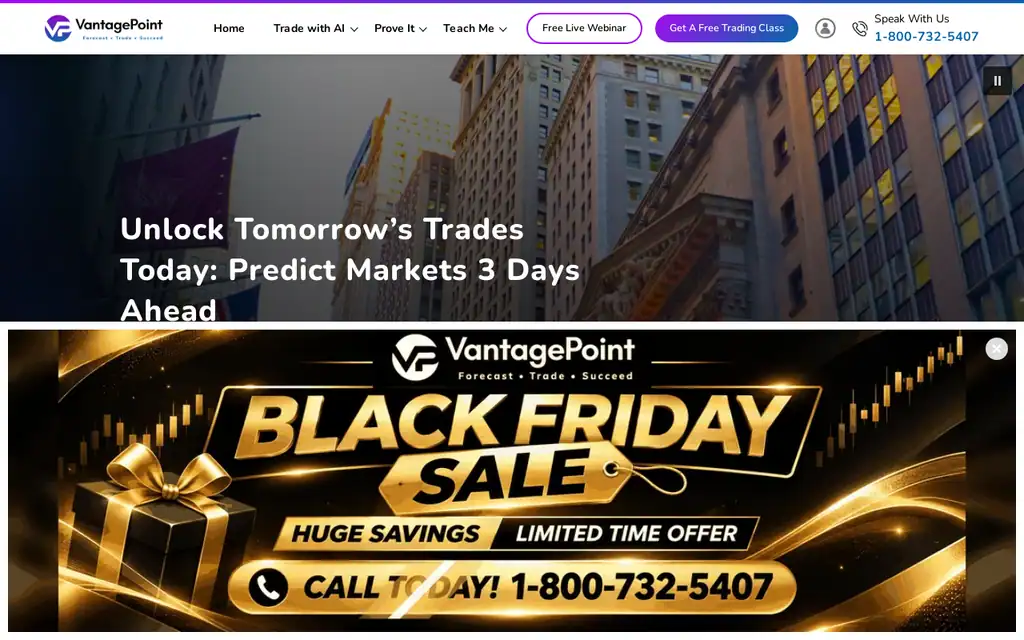 VantagePoint
Forecast • Trade • Succeed
Home
Trade with AI
Prove It
Teach Me
Free Live Webinar
Get A Free Trading Class
Speak With Us
1-800-732-5407
Unlock Tomorrow’s Trades
Today: Predict Markets 3 Days
Ahead
VantagePoint
Forecast • Trade • Succeed
BLACK FRIDAY
SALE
HUGE SAVINGS
LIMITED TIME OFFER
CALL TODAY! 1-800-732-5407